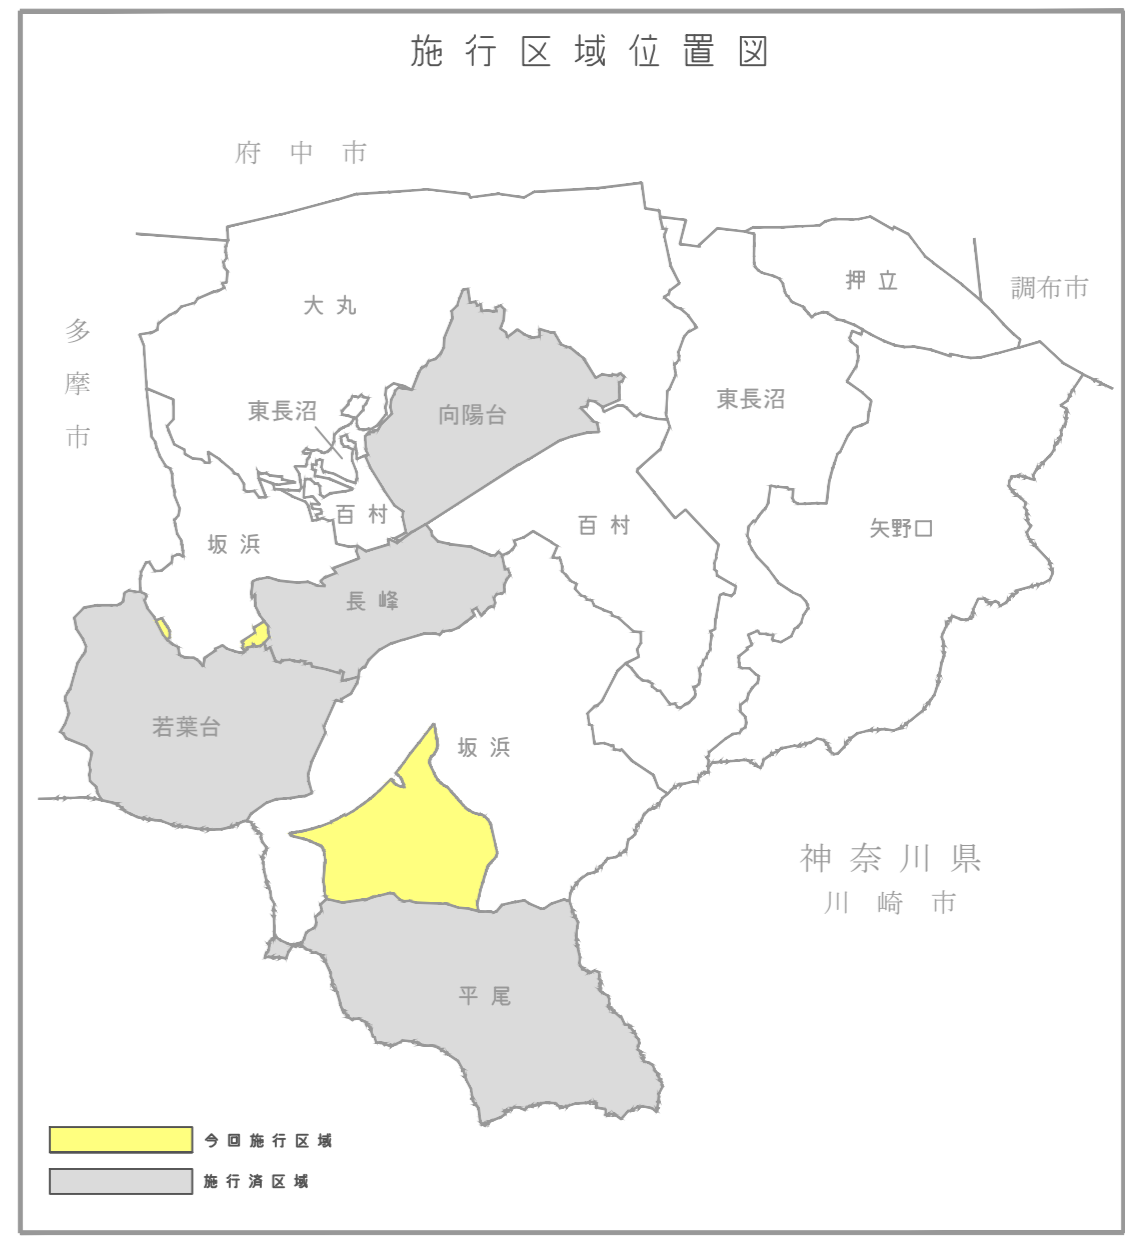 施行区域位置図
府中市
調布市
多摩市
大丸
押立
東長沼
向陽台
東長沼
百村
百村
矢野口
坂浜
長峰
若葉台
坂浜
神奈川県
川崎市
平尾
今回施行区域
施行済区域